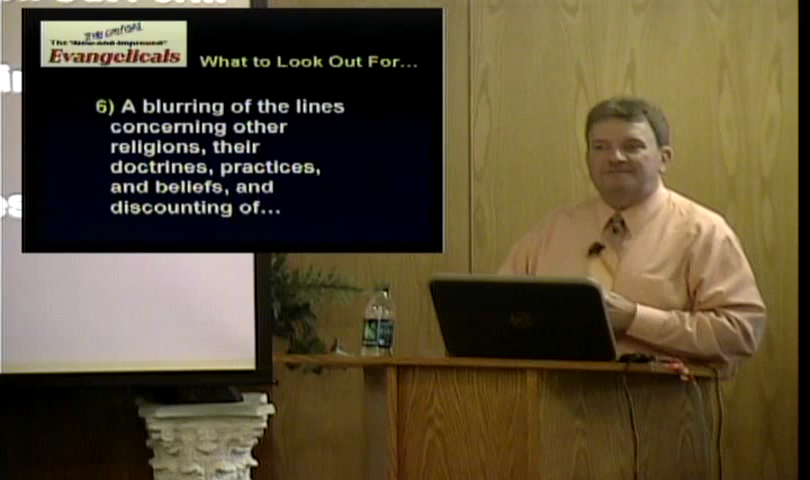 The "New and Improved"
Evangelicals
What to Look Out For...
6) A blurring of the lines
concerning other
religions, their
doctrines, practices,
and beliefs, and
discounting of...